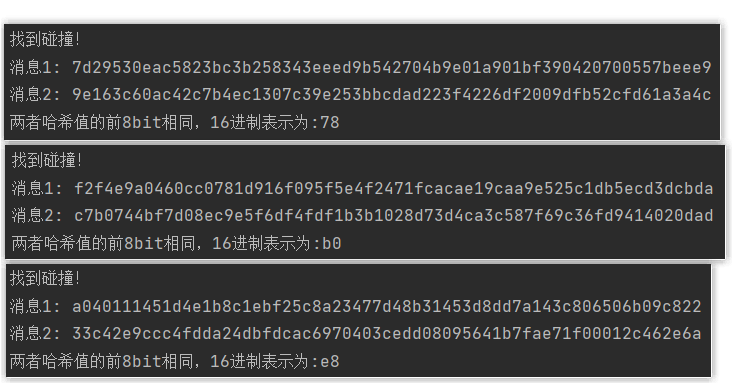 找到碰撞!
消息1: 7d29530eac5823bc3b258343eeed9b542704b9e01a901bf390420700557beee9
消息2: 9e163c60ac42c7b4ec1307c39e253bbcdad223f4226df2009dfb52cfd61a3a4c
两者哈希值的前8bit相同，16进制表示为:78
找到碰撞!
消息1: f2f4e9a0460cc0781d916f095f5e4f2471fcacae19caa9e525c1db5ecd3dcbda
消息2: c7b0744bf7d08ec9e5f6df4fdf1b3b1028d73d4ca3c587f69c36fd9414020dad
两者哈希值的前8bit相同，16进制表示为:b0
找到碰撞!
消息1: a040111451d4e1b8c1ebf25c8a23477d48b31453d8dd7a143c806506b09c822
消息2: 33c42e9ccc4fdda24dbfdcac6970403cedd08095641b7fae71f00012c462e6a
两者哈希值的前8bit相同，16进制表示为:e8